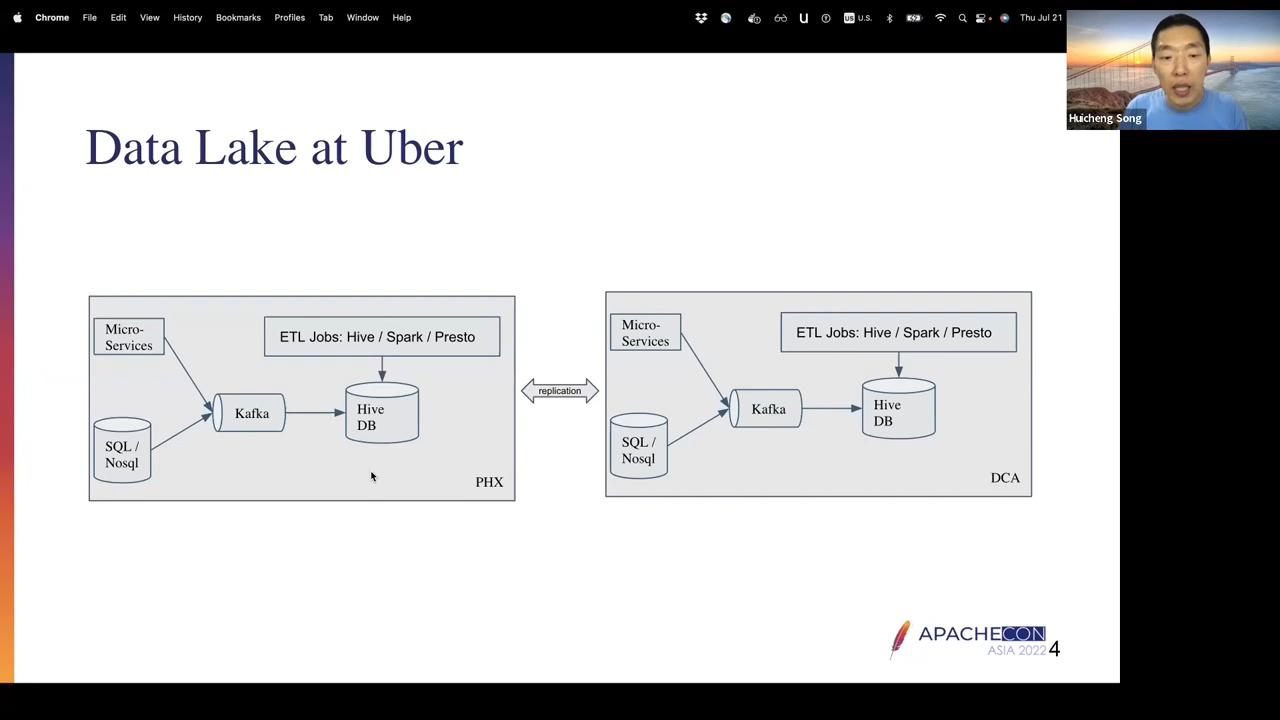 Chrome File Edit View History Bookmarks Profiles Tab Window Help
U US U.S. Thu Jul 21
Huicheng Song
Data Lake at Uber
Micro-
Services
ETL Jobs: Hive / Spark / Presto
Kafka
Hive
DB
SQL /
Nosql
PHX
replication
Micro-
Services
ETL Jobs: Hive / Spark / Presto
Kafka
Hive
DB
SQL /
Nosql
DCA
APACHECON
ASIA 2022
4